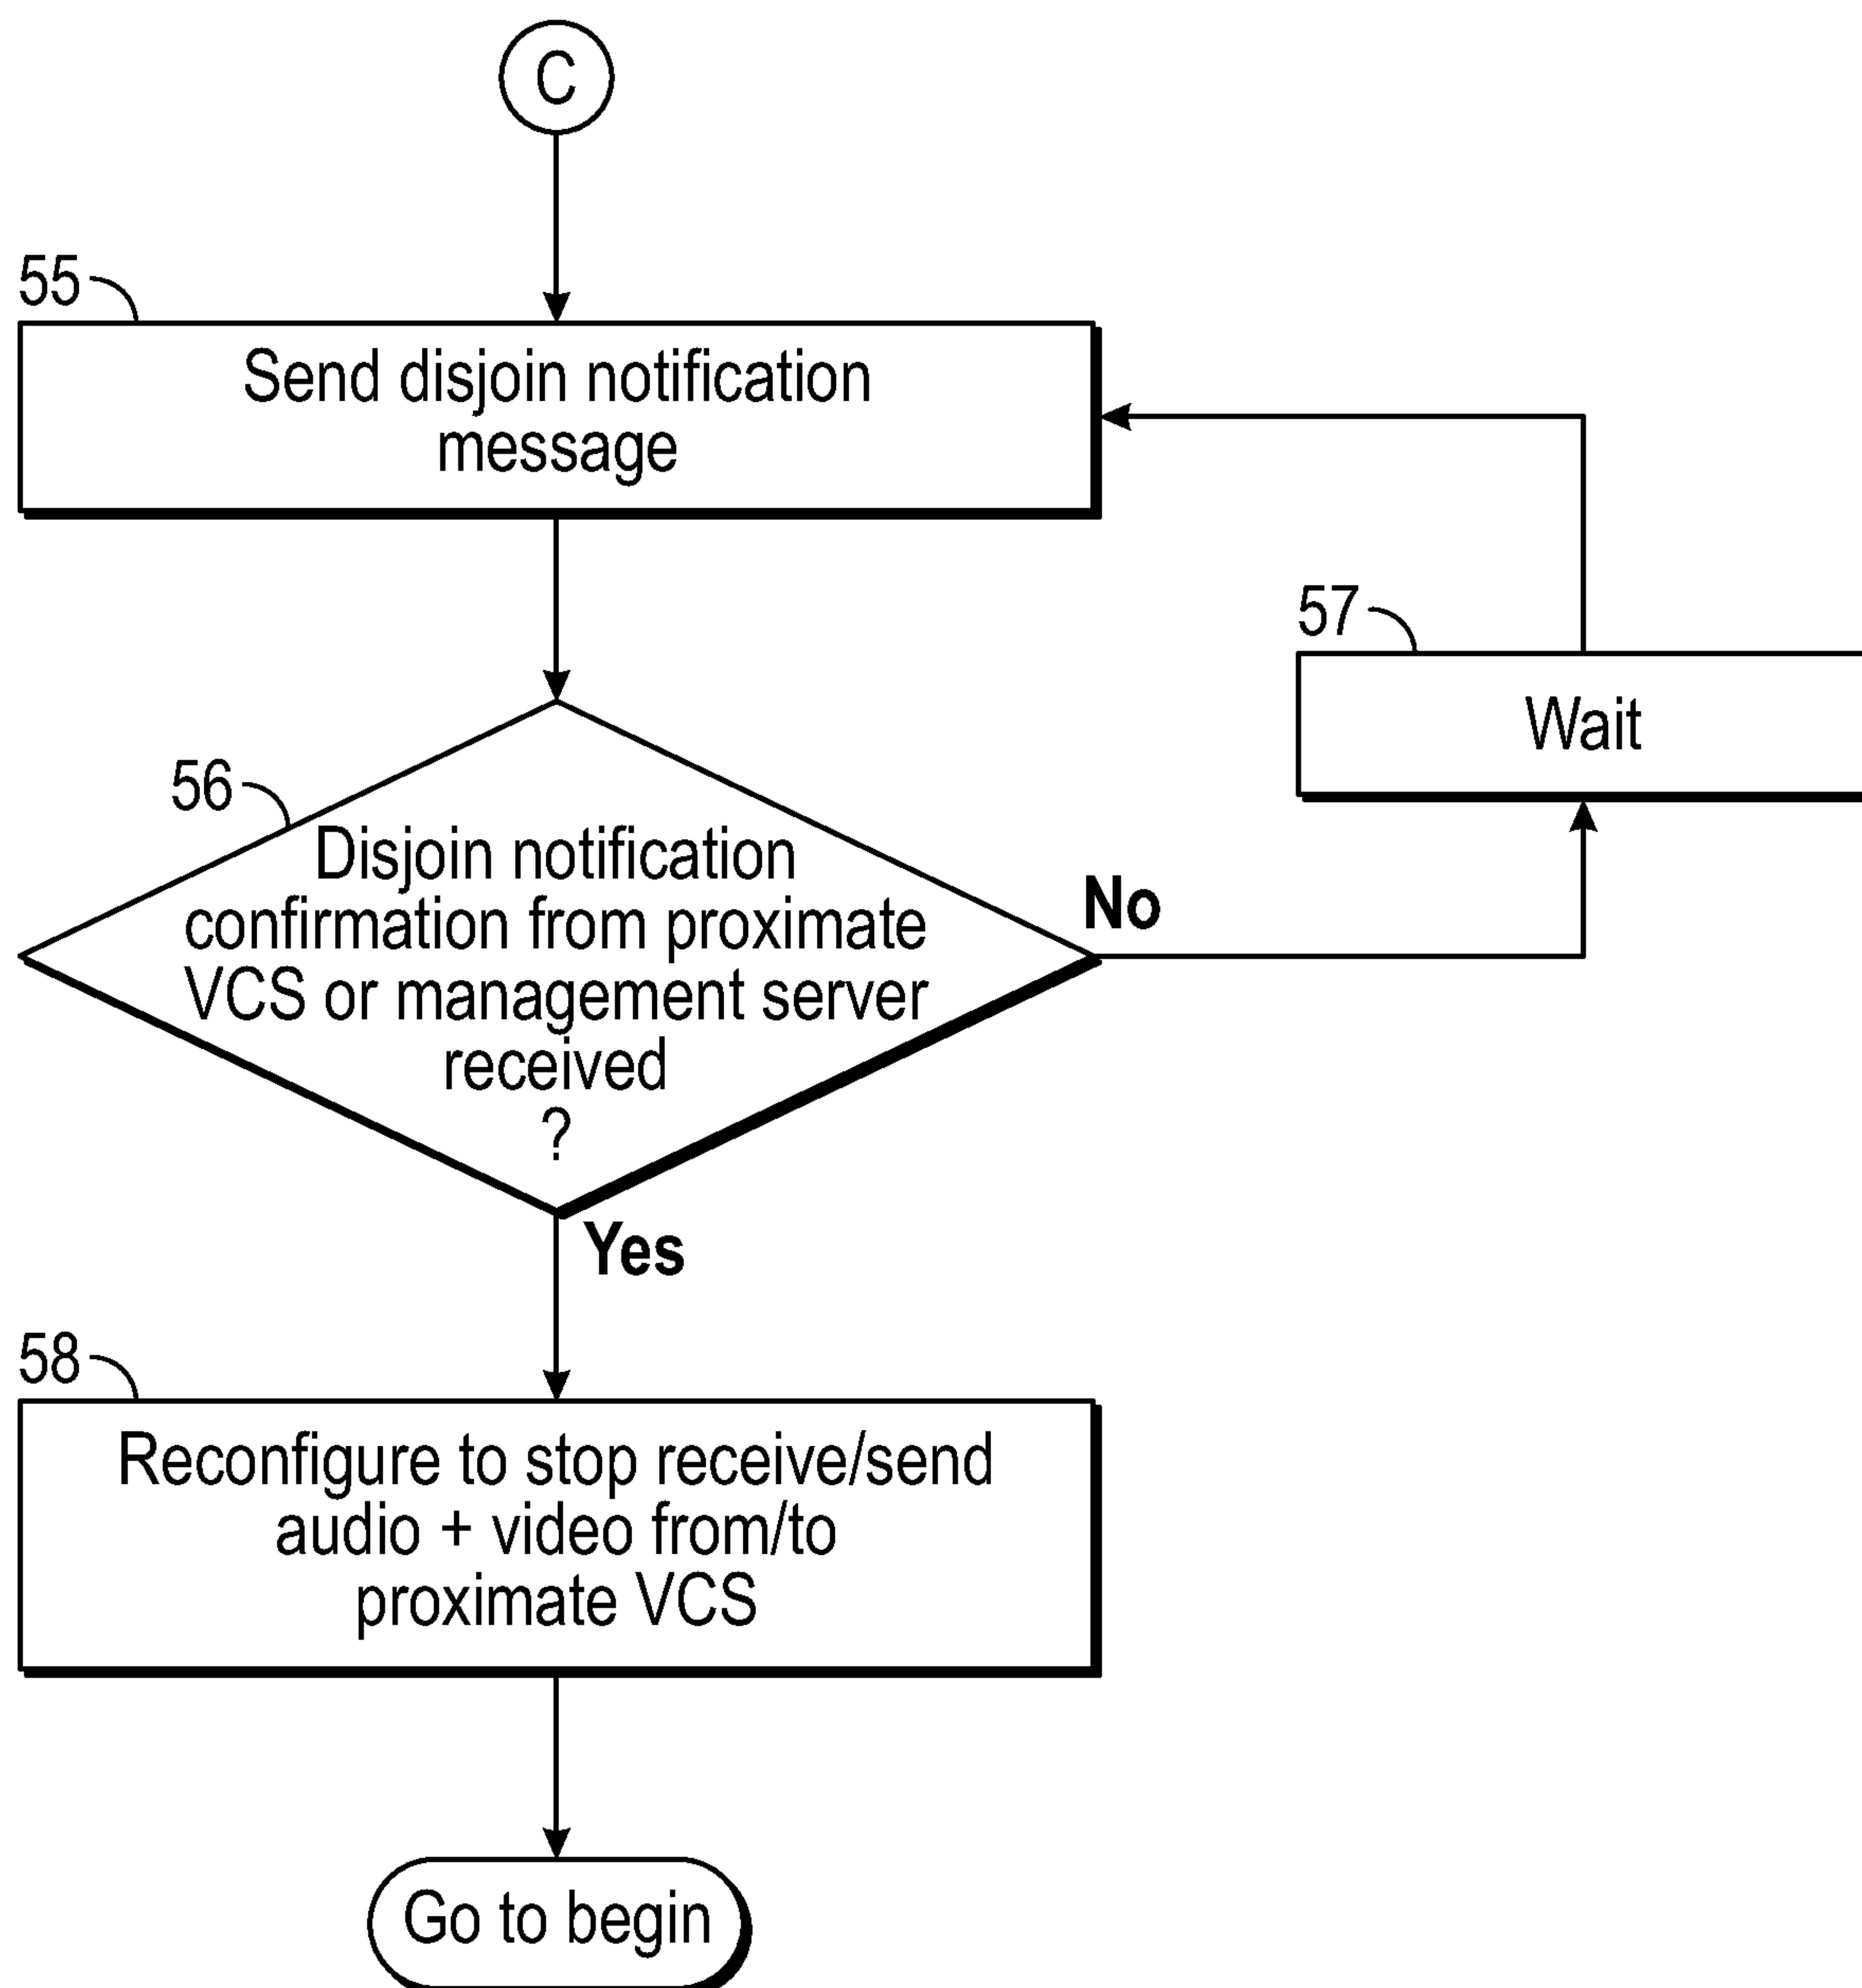 C
55
Send disjoin notification
message
57
Wait
56
Disjoin notification
confirmation from proximate
VCS or management server
received
?
No
Yes
58
Reconfigure to stop receive/send
audio + video from/to
proximate VCS
Go to begin